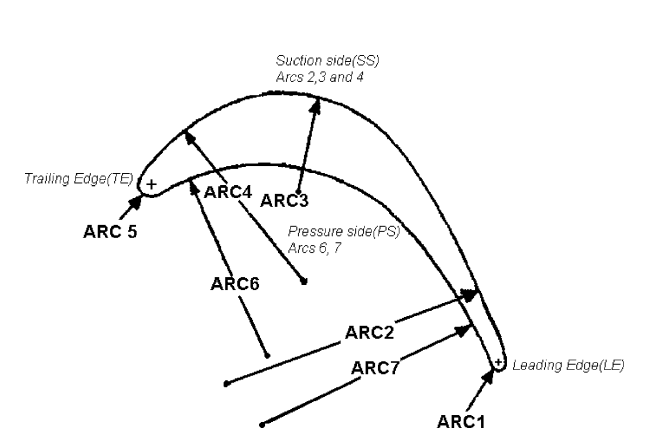 Suction side(SS)
Arcs 2,3 and 4
Trailing Edge(TE)
ARC4
ARC3
ARC 5
Pressure side(PS)
Arcs 6, 7
ARC6
ARC2
ARC7
Leading Edge(LE)
ARC1